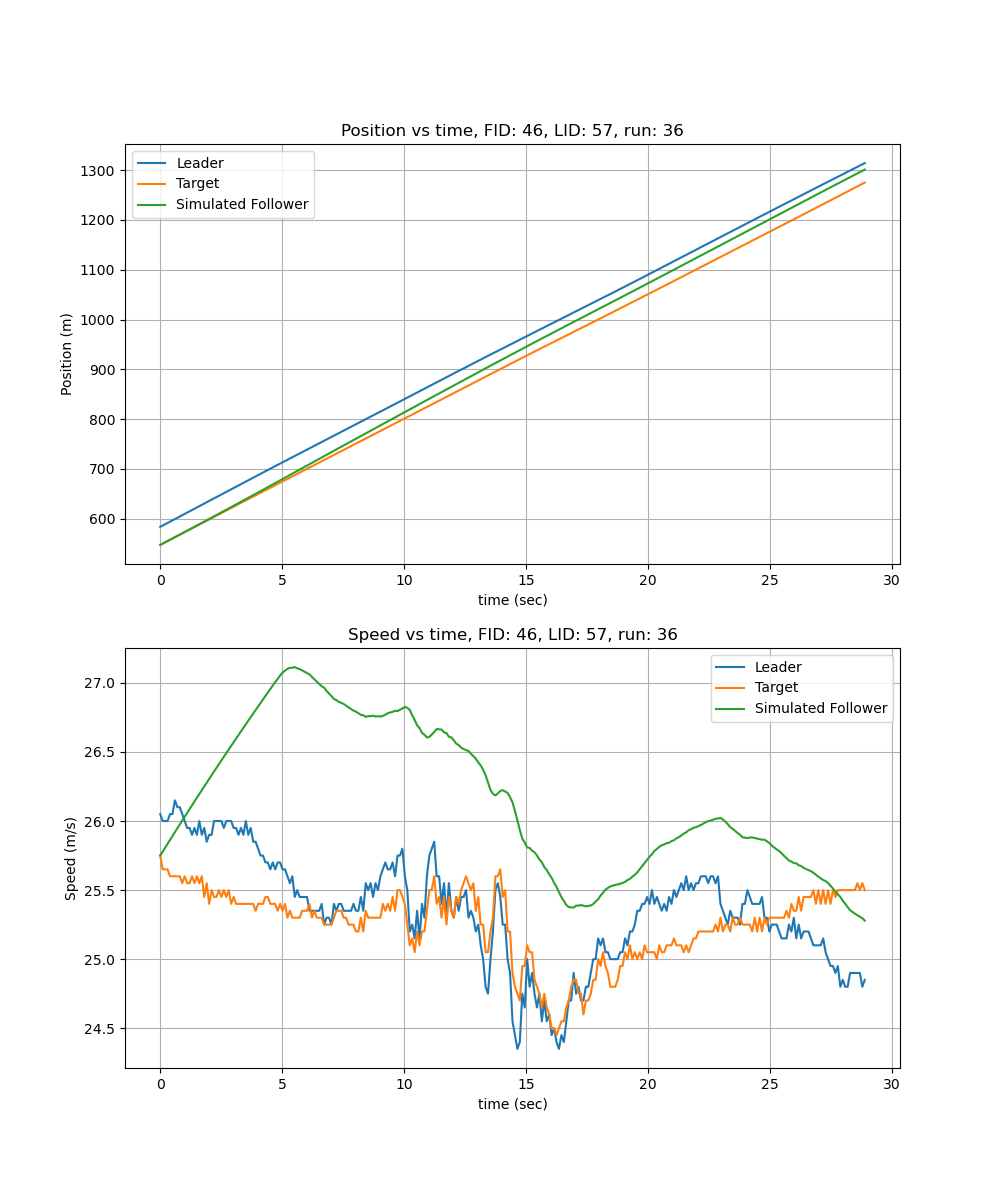 Position vs time, FID: 46, LID: 57, run: 36
Leader
Target
Simulated Follower
1300
1200
1100
1000
900
800
700
600
Position (m)
0 5 10 15 20 25 30
time (sec)
Speed vs time, FID: 46, LID: 57, run: 36
Leader
Target
Simulated Follower
27.0
26.5
26.0
25.5
25.0
24.5
Speed (m/s)
0 5 10 15 20 25 30
time (sec)